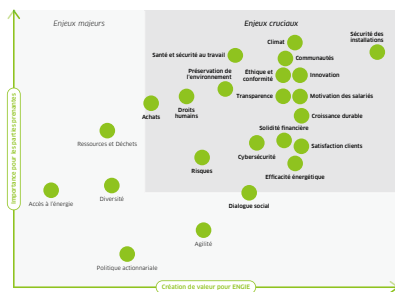 Enjeux majeurs
Enjeux cruciaux
Sécurité des
installations
Climat
Santé et sécurité au travail
Communautés
Préservation de
l'environnement
Éthique et
conformité
Innovation
Transparence
Motivation des salariés
Achats
Droits
humains
Croissance durable
Solidité financière
Ressources et Déchets
Satisfaction clients
Cybersécurité
Risques
Efficacité énergétique
Accès à l'énergie
Diversité
Dialogue social
Agilité
Politique actionnariale
Importance pour les parties prenantes
Création de valeur pour ENGIE